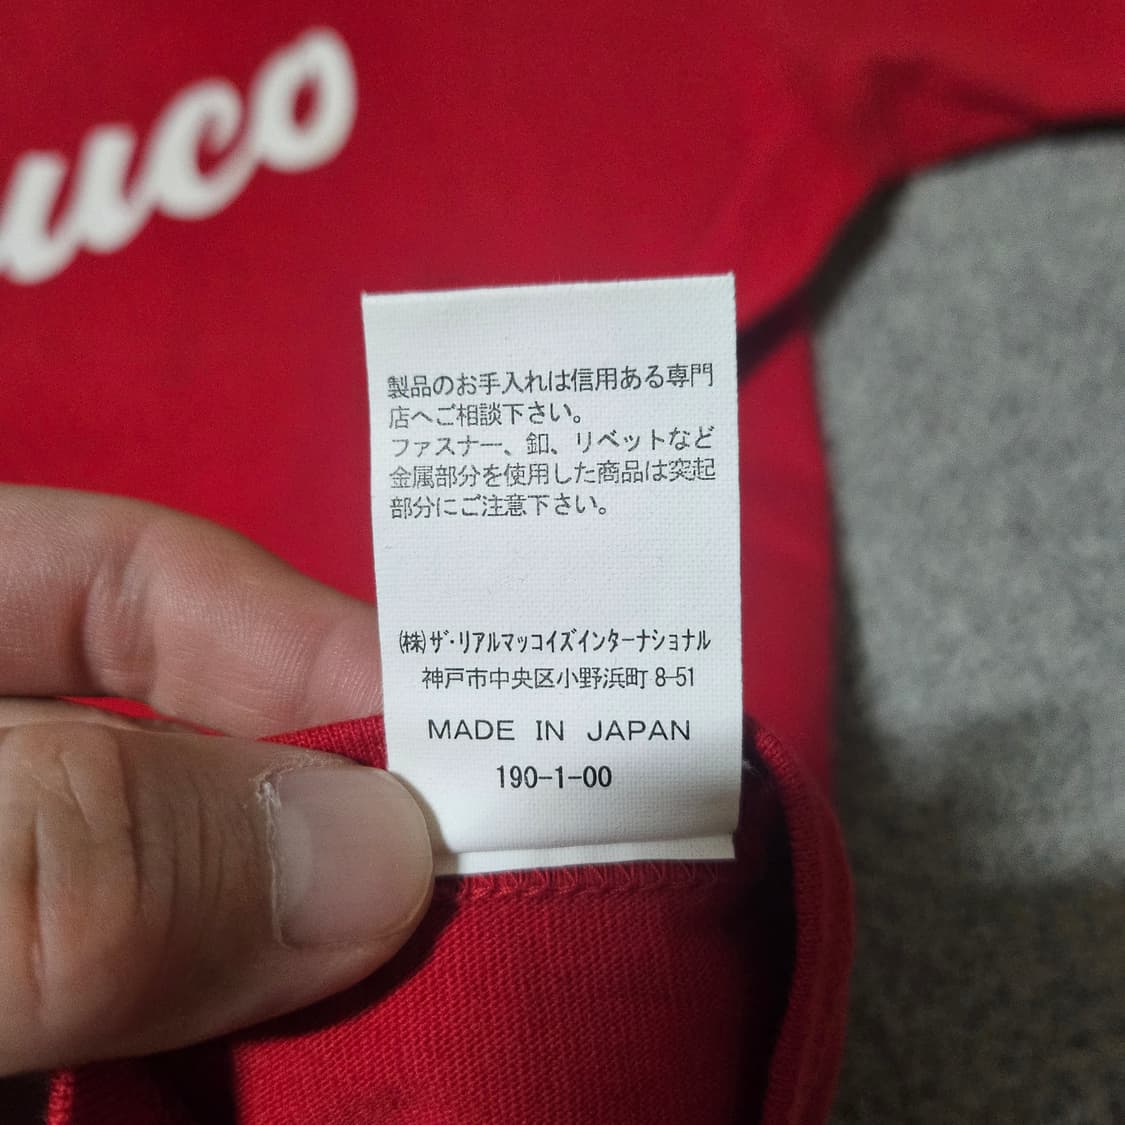 uco
製品のお手入れは信用ある専門
店へご相談下さい。
ファスナー、釦、リベットなど
金属部分を使用した商品は突起
部分にご注意下さい。
㈱ザ・リアルマッコイズインターナショナル
神戸市中央区小野浜町 8-51
MADE IN JAPAN
190-1-00